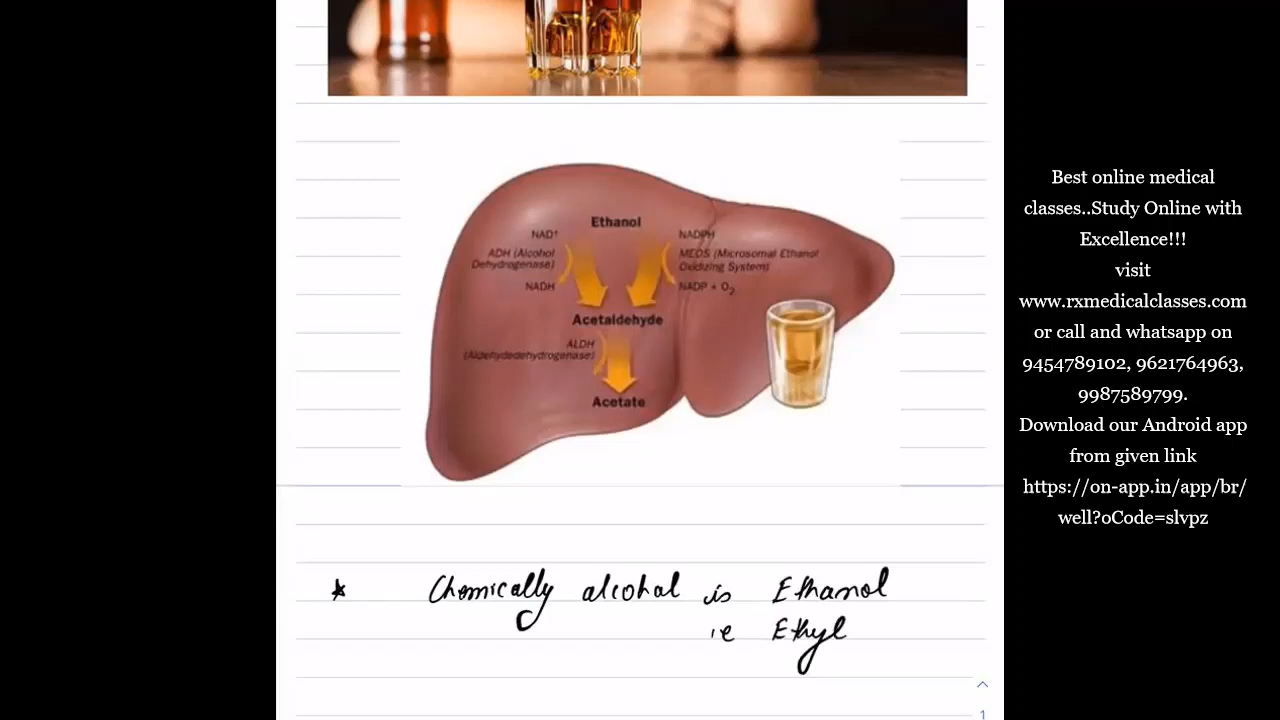 Ethanol
NAD⁺
ADH (Alcohol
Dehydrogenase)
NADH
NADPH
MEOS (Microsomal Ethanol
Oxidizing System)
NADP + O₂
Acetaldehyde
ALDH
(Aldehydedehydrogenase)
Acetate
* Chemically alcohal is Ethanol
ie Ethyl
1
Best online medical
classes..Study Online with
Excellence!!!
visit
www.rxmedicalclasses.com
or call and whatsapp on
9454789102, 9621764963,
9987589799.
Download our Android app
from given link
https://on-app.in/app/br/
well?oCode=slvpz